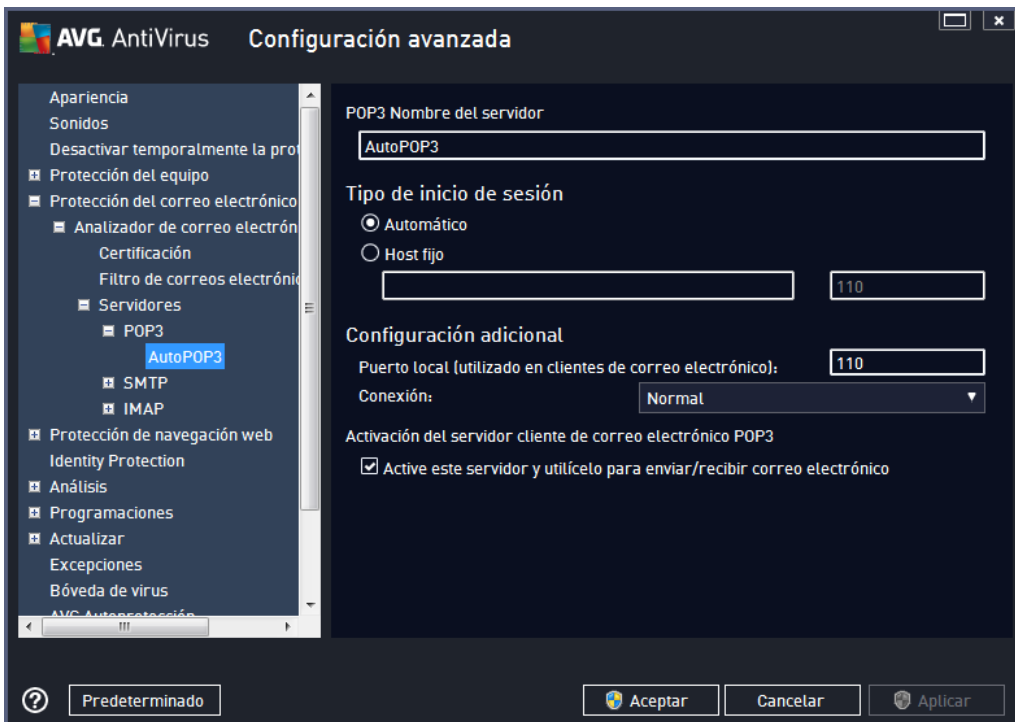 AVG AntiVirus Configuración avanzada
Apariencia
Sonidos
Desactivar temporalmente la prot
Protección del equipo
Protección del correo electrónico
Analizador de correo electrón
Certificación
Filtro de correos electrónic
Servidores
POP3
AutoPOP3
SMTP
IMAP
Protección de navegación web
Identity Protection
Análisis
Programaciones
Actualizar
Excepciones
Bóveda de virus
AVG Autoprotección
POP3 Nombre del servidor
AutoPOP3
Tipo de inicio de sesión
Automático
Host fijo
110
Configuración adicional
Puerto local (utilizado en clientes de correo electrónico): 110
Conexión: Normal
Activación del servidor cliente de correo electrónico POP3
Active este servidor y utilícelo para enviar/recibir correo electrónico
Predeterminado
Aceptar
Cancelar
Aplicar